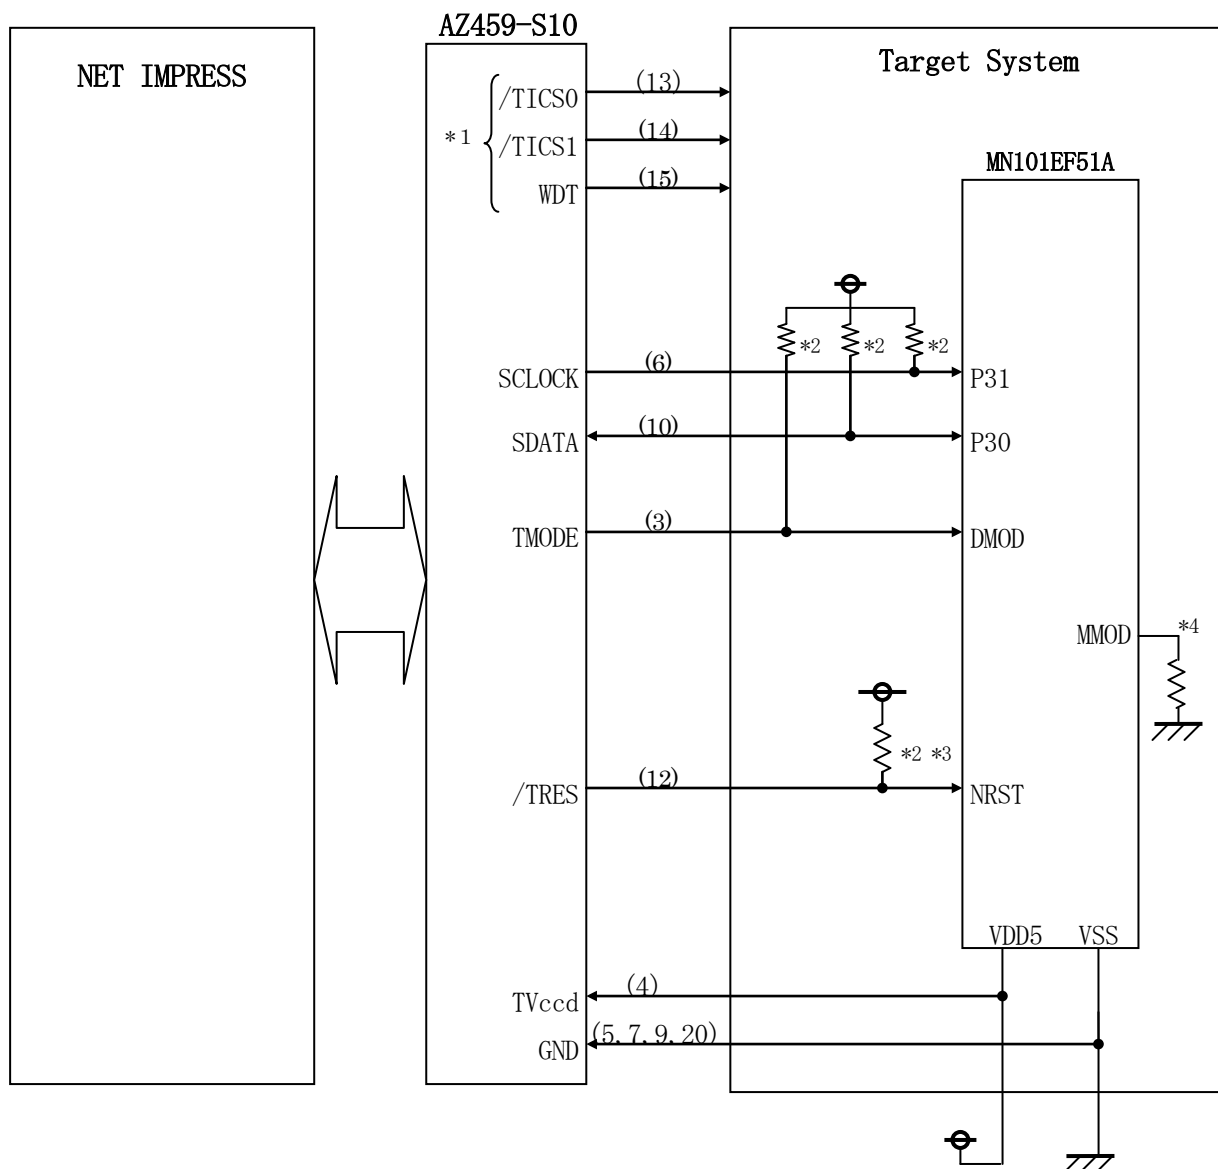 AZ459-S10
NET IMPRESS
Target System
/TICS0 (13)
*1 /TICS1 (14)
WDT (15)
MN101EF51A
*2 *2 *2
SCLOCK (6) P31
SDATA (10) P30
TMODE (3) DMOD
MMOD *4
*2 *3
/TRES (12) NRST
VDD5 VSS
TVccd (4)
GND (5,7,9,20)